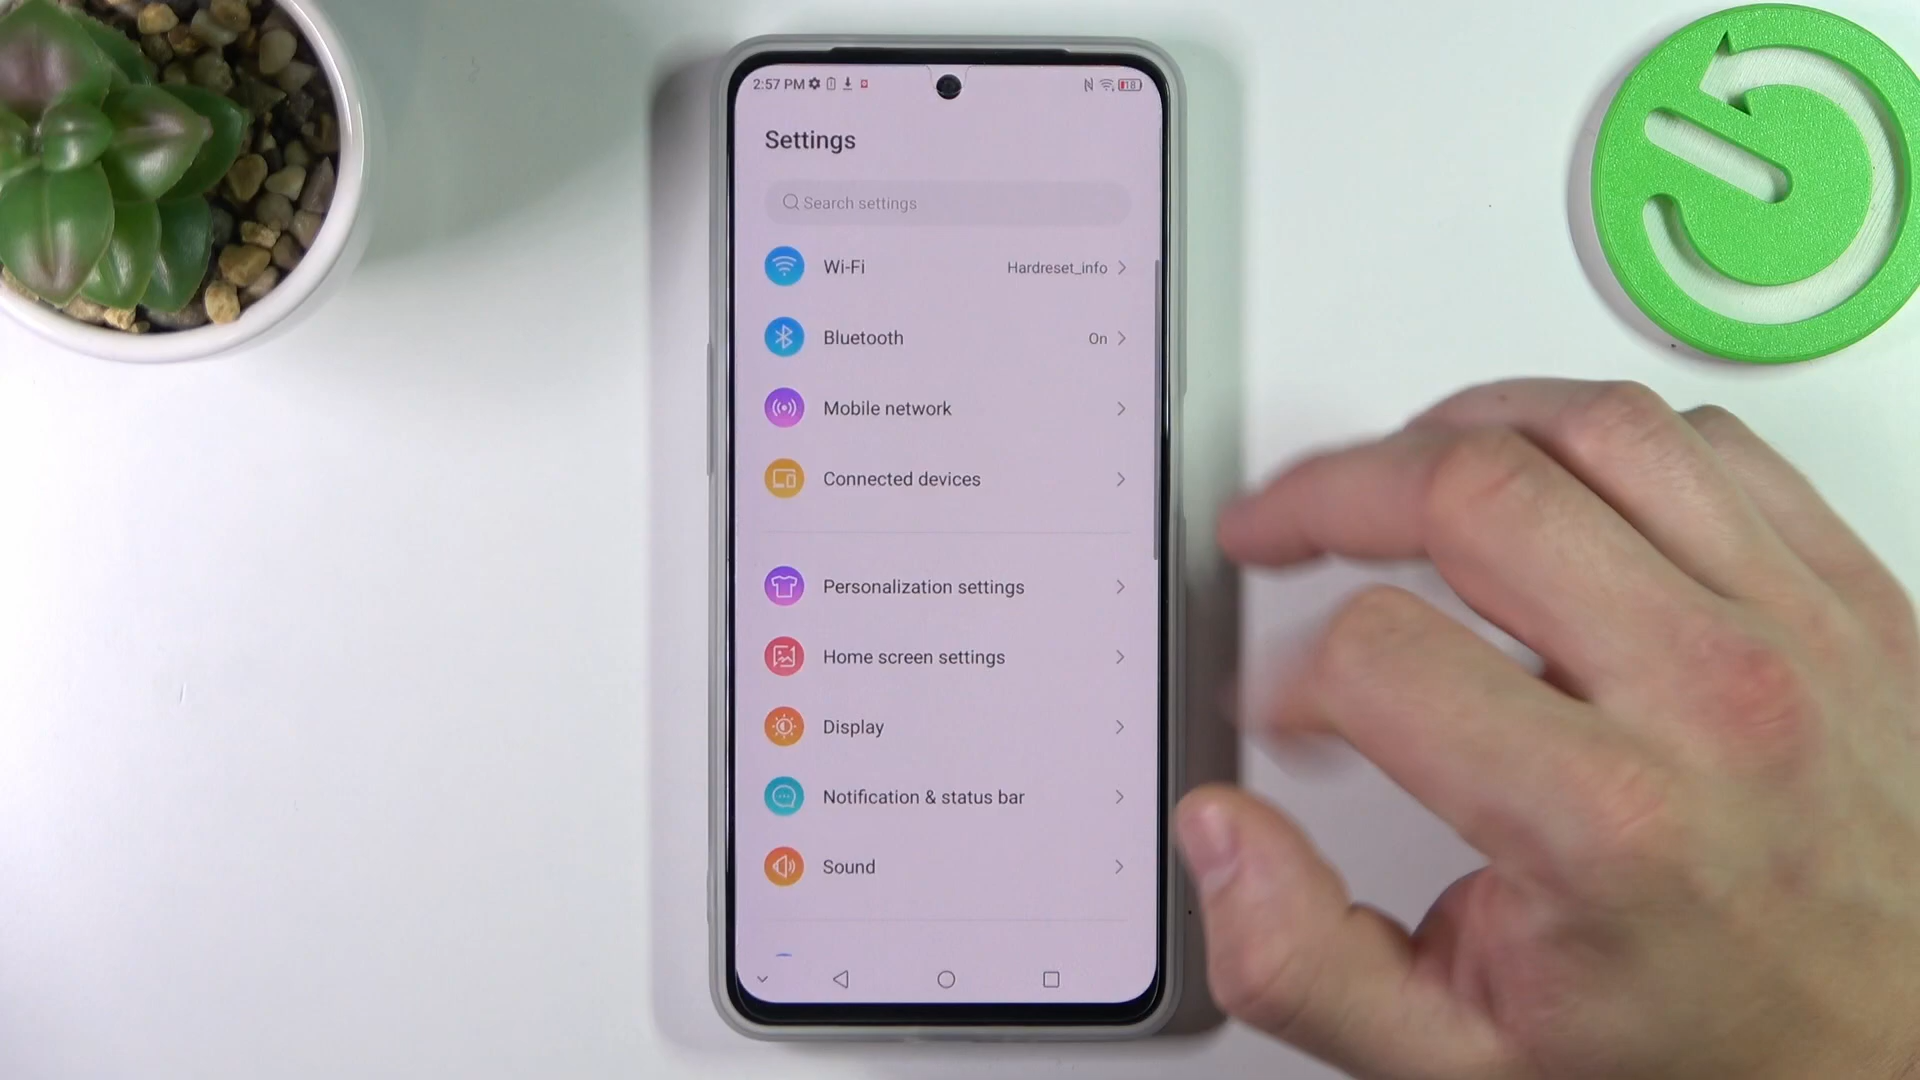 2:57 PM
18
Settings
Search settings
Wi-Fi Hardreset_info
Bluetooth On
Mobile network
Connected devices
Personalization settings
Home screen settings
Display
Notification & status bar
Sound